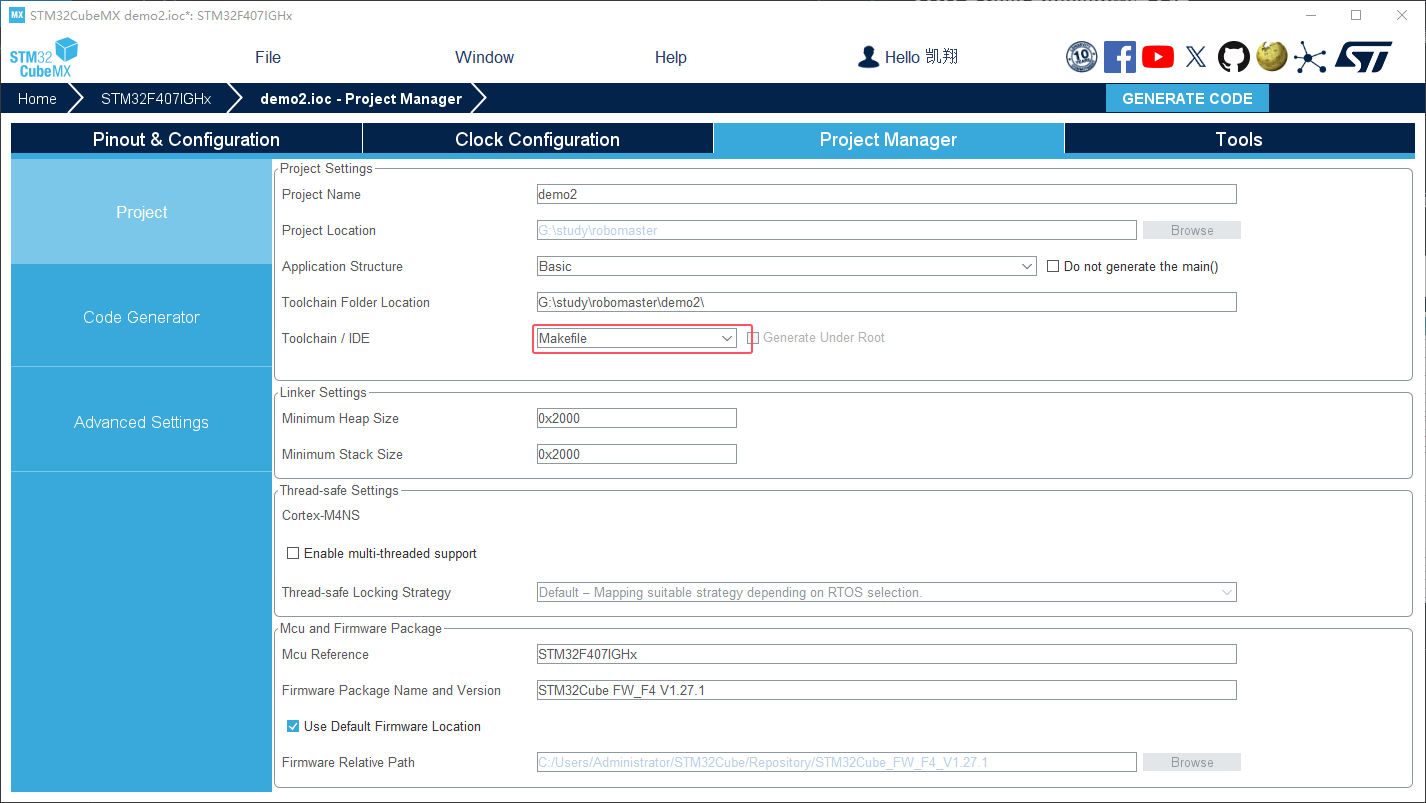 MX STM32CubeMX demo2.ioc*: STM32F407IGHx
STM32 CubeMX
File Window Help Hello 凯翔
10
ST
Home STM32F407IGHx demo2.ioc - Project Manager GENERATE CODE
Pinout & Configuration Clock Configuration Project Manager Tools
Project
Code Generator
Advanced Settings
Project Settings
Project Name demo2
Project Location G:\study\robomaster Browse
Application Structure Basic Do not generate the main()
Toolchain Folder Location G:\study\robomaster\demo2\
Toolchain / IDE Makefile Generate Under Root
Linker Settings
Minimum Heap Size 0x2000
Minimum Stack Size 0x2000
Thread-safe Settings
Cortex-M4NS
Enable multi-threaded support
Thread-safe Locking Strategy Default – Mapping suitable strategy depending on RTOS selection.
Mcu and Firmware Package
Mcu Reference STM32F407IGHx
Firmware Package Name and Version STM32Cube FW_F4 V1.27.1
Use Default Firmware Location
Firmware Relative Path C:/Users/Administrator/STM32Cube/Repository/STM32Cube_FW_F4_V1.27.1 Browse